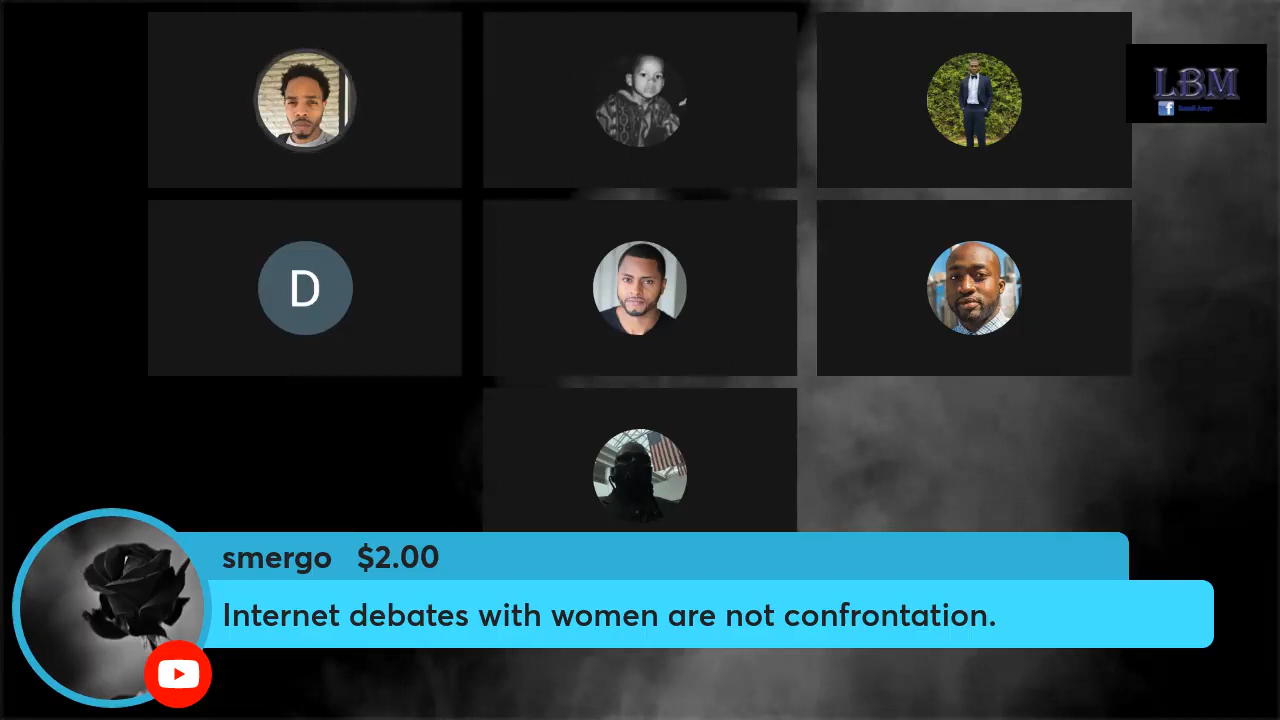 LBM
D
smergo $2.00
Internet debates with women are not confrontation.